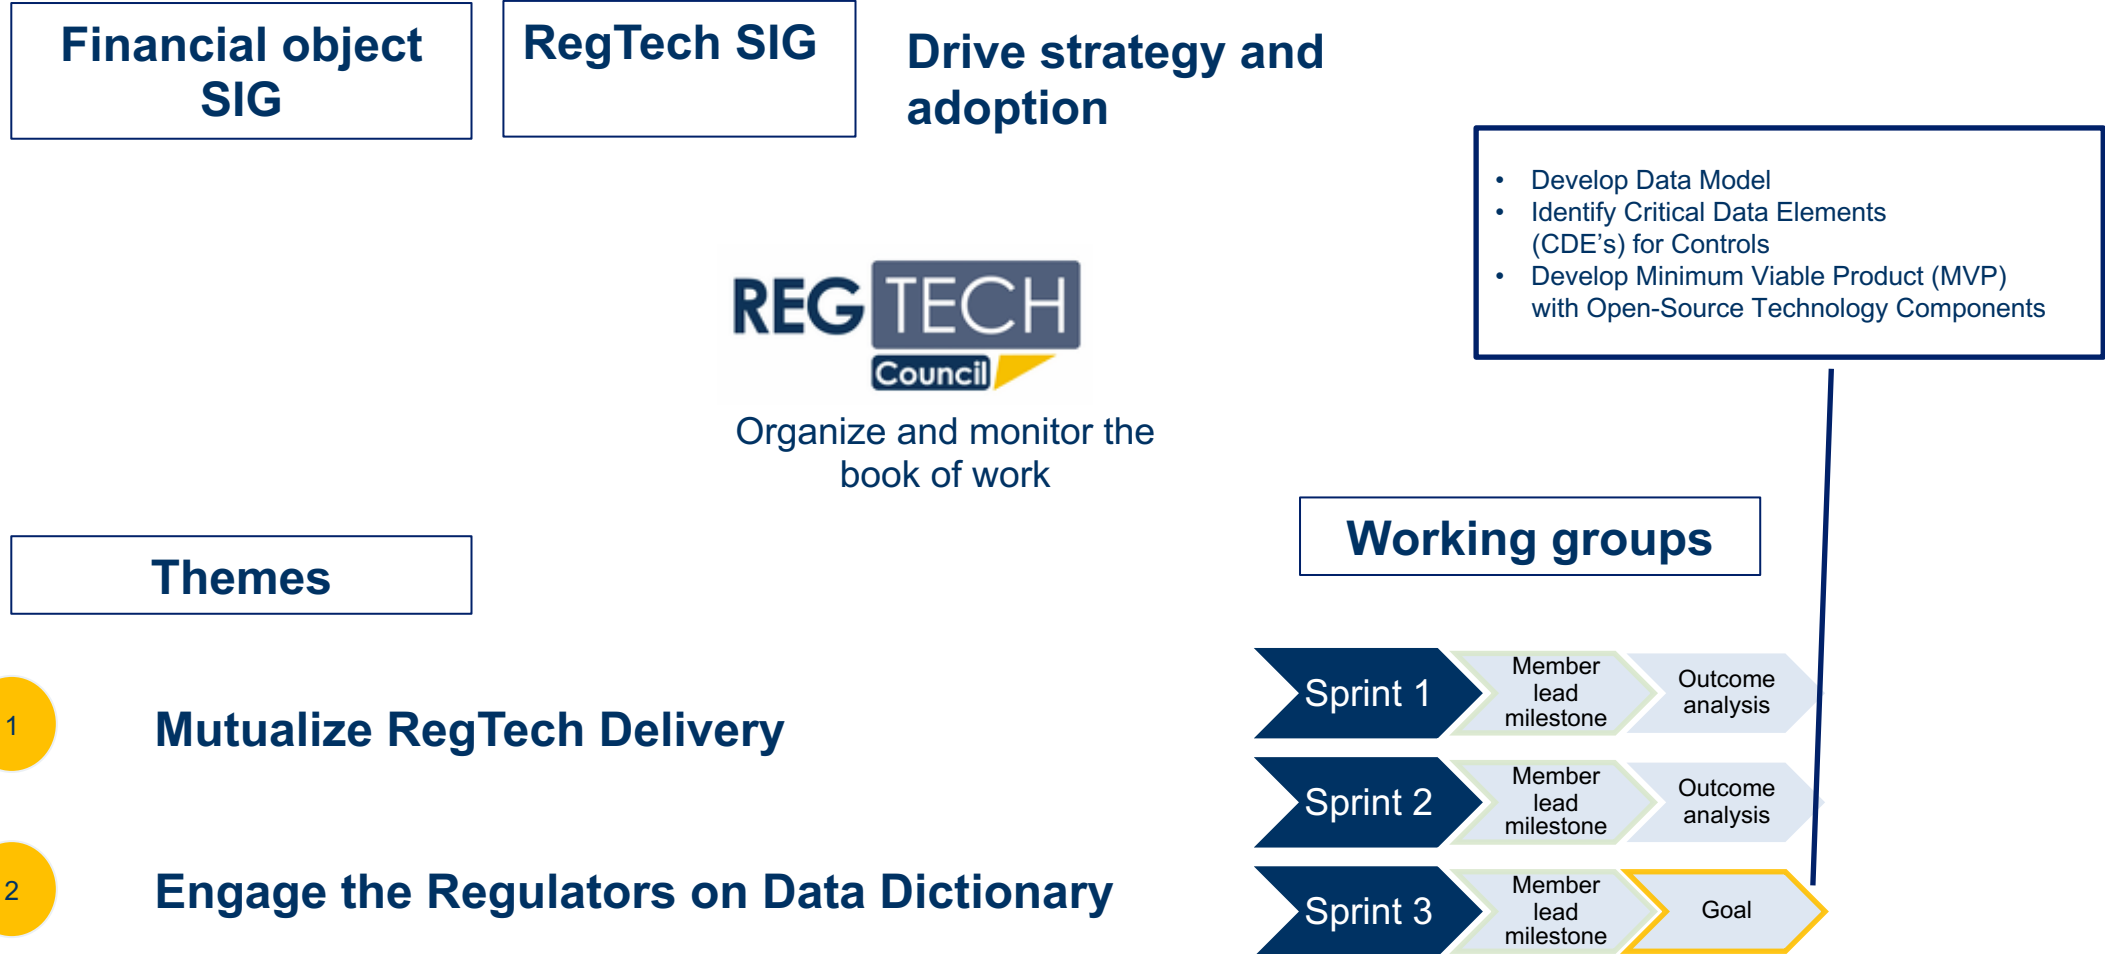 Financial object
SIG
RegTech SIG
Drive strategy and
adoption
• Develop Data Model
• Identify Critical Data Elements
(CDE’s) for Controls
• Develop Minimum Viable Product (MVP)
with Open-Source Technology Components
REG TECH
Council
Organize and monitor the
book of work
Working groups
Themes
1
Mutualize RegTech Delivery
2
Engage the Regulators on Data Dictionary
Sprint 1
Member
lead
milestone
Outcome
analysis
Sprint 2
Member
lead
milestone
Outcome
analysis
Sprint 3
Member
lead
milestone
Goal